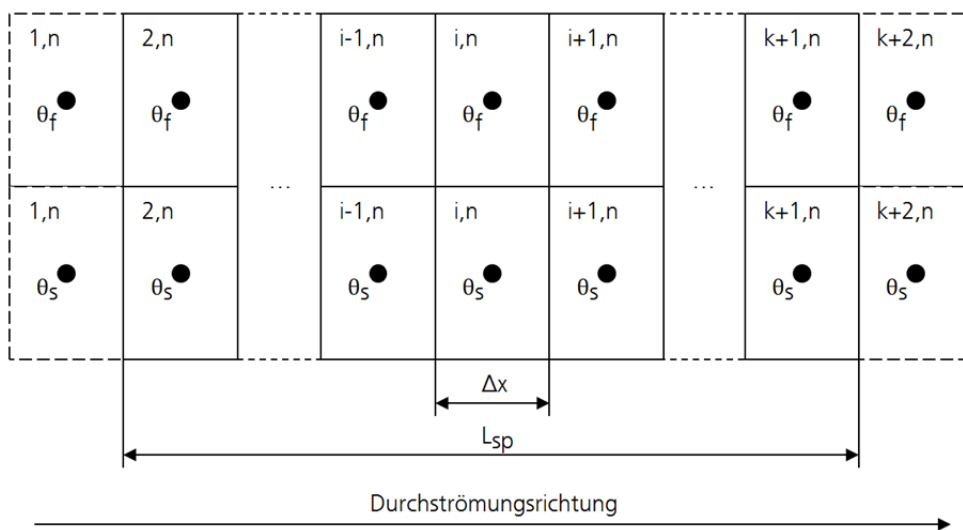 1,n 2,n i-1,n i,n i+1,n k+1,n k+2,n
θf θf θf θf θf θf θf
... ...
1,n 2,n i-1,n i,n i+1,n k+1,n k+2,n
θs θs θs θs θs θs θs
Δx
Lsp
Durchströmungsrichtung